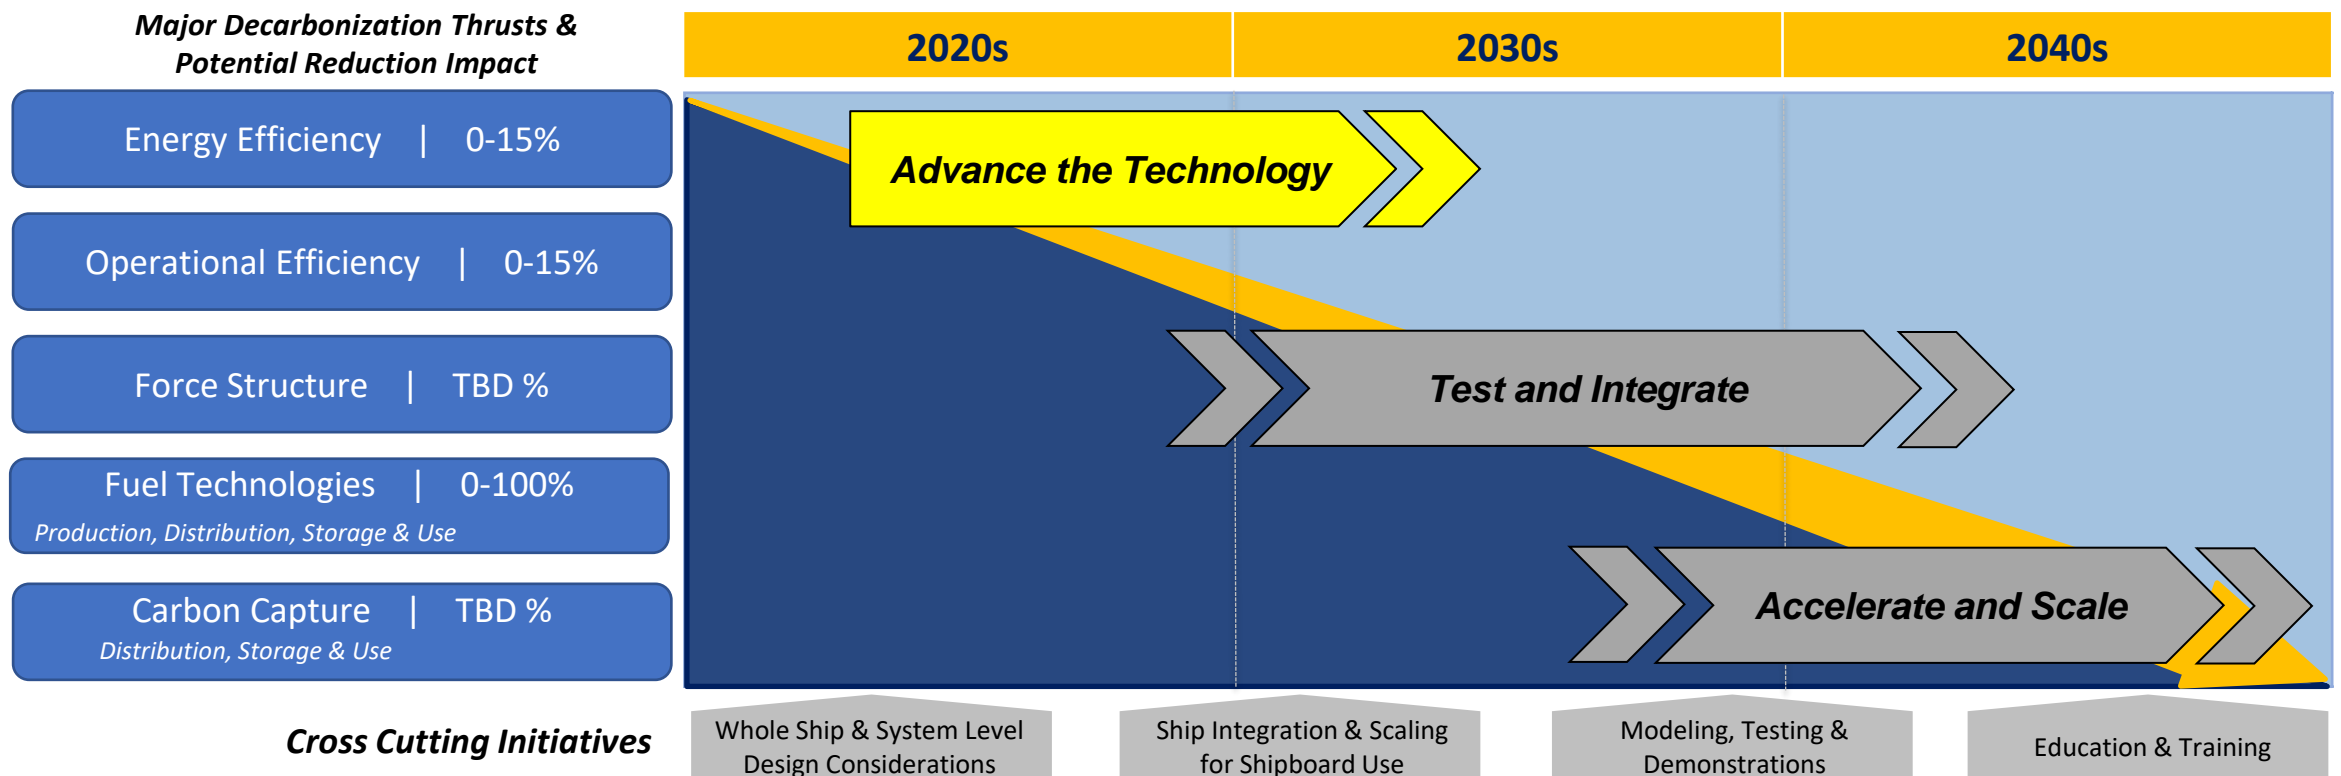 Major Decarbonization Thrusts &
Potential Reduction Impact
2020s
2030s
2040s
Energy Efficiency | 0-15%
Operational Efficiency | 0-15%
Force Structure | TBD %
Fuel Technologies | 0-100%
Production, Distribution, Storage & Use
Carbon Capture | TBD %
Distribution, Storage & Use
Advance the Technology
Test and Integrate
Accelerate and Scale
Cross Cutting Initiatives
Whole Ship & System Level
Design Considerations
Ship Integration & Scaling
for Shipboard Use
Modeling, Testing &
Demonstrations
Education & Training